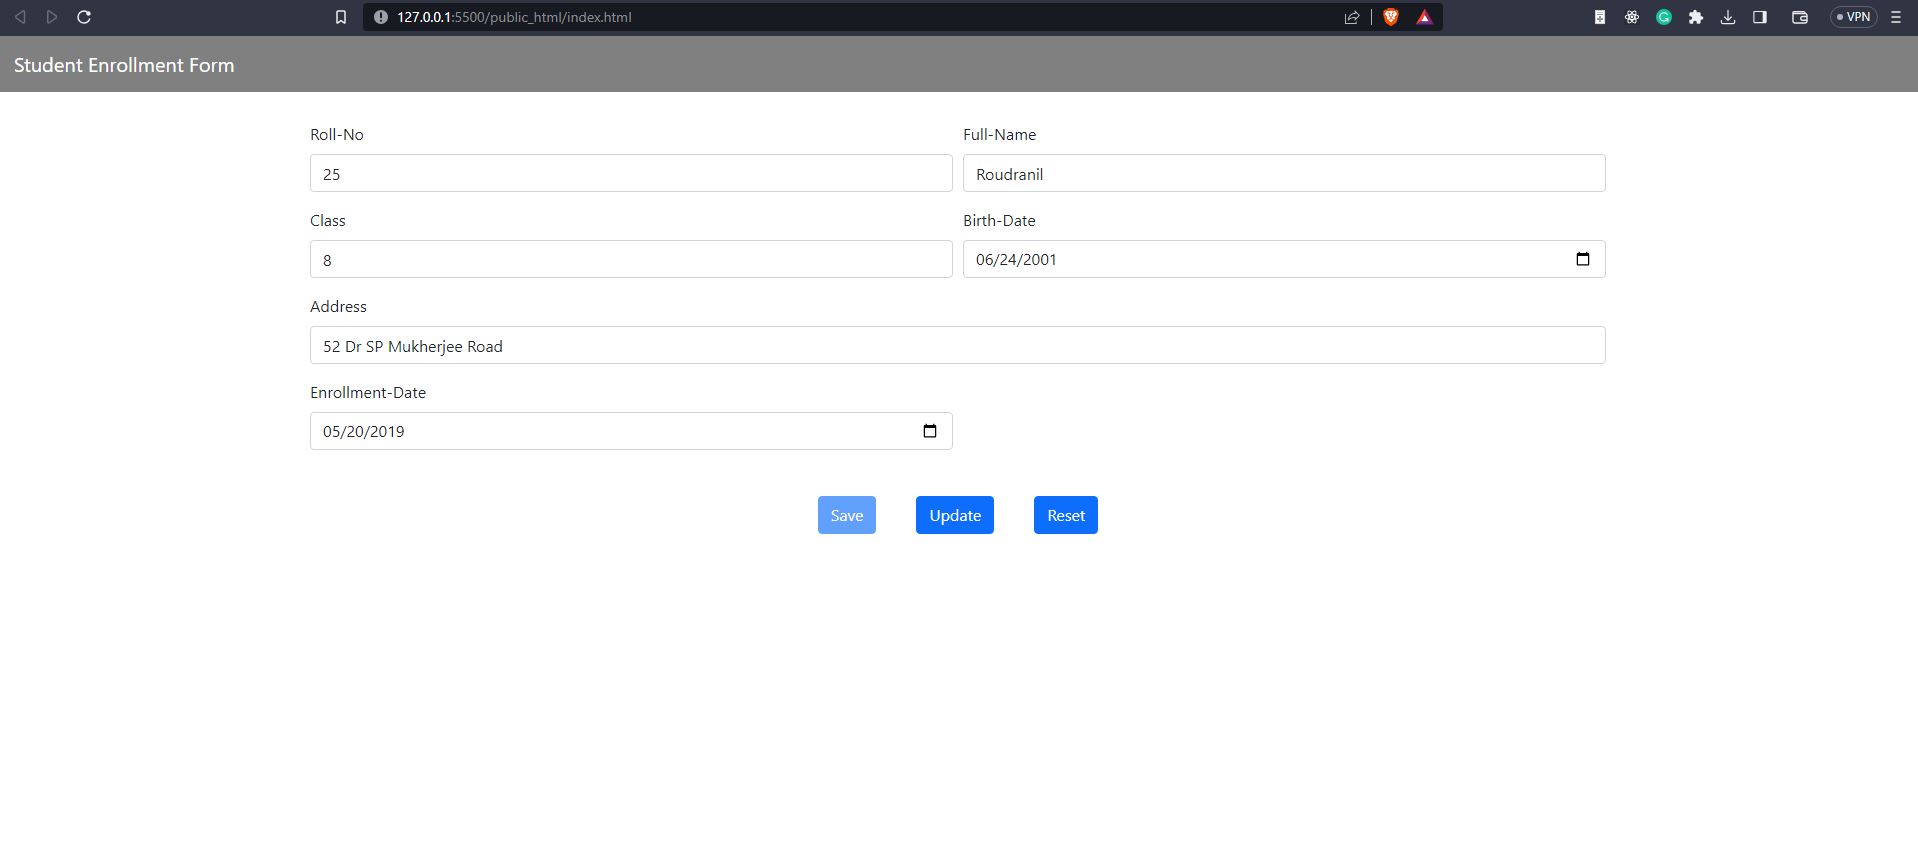 127.0.0.1:5500/public_html/index.html VPN
Student Enrollment Form
Roll-No Full-Name
25 Roudranil
Class Birth-Date
8 06/24/2001
Address
52 Dr SP Mukherjee Road
Enrollment-Date
05/20/2019
Save Update Reset